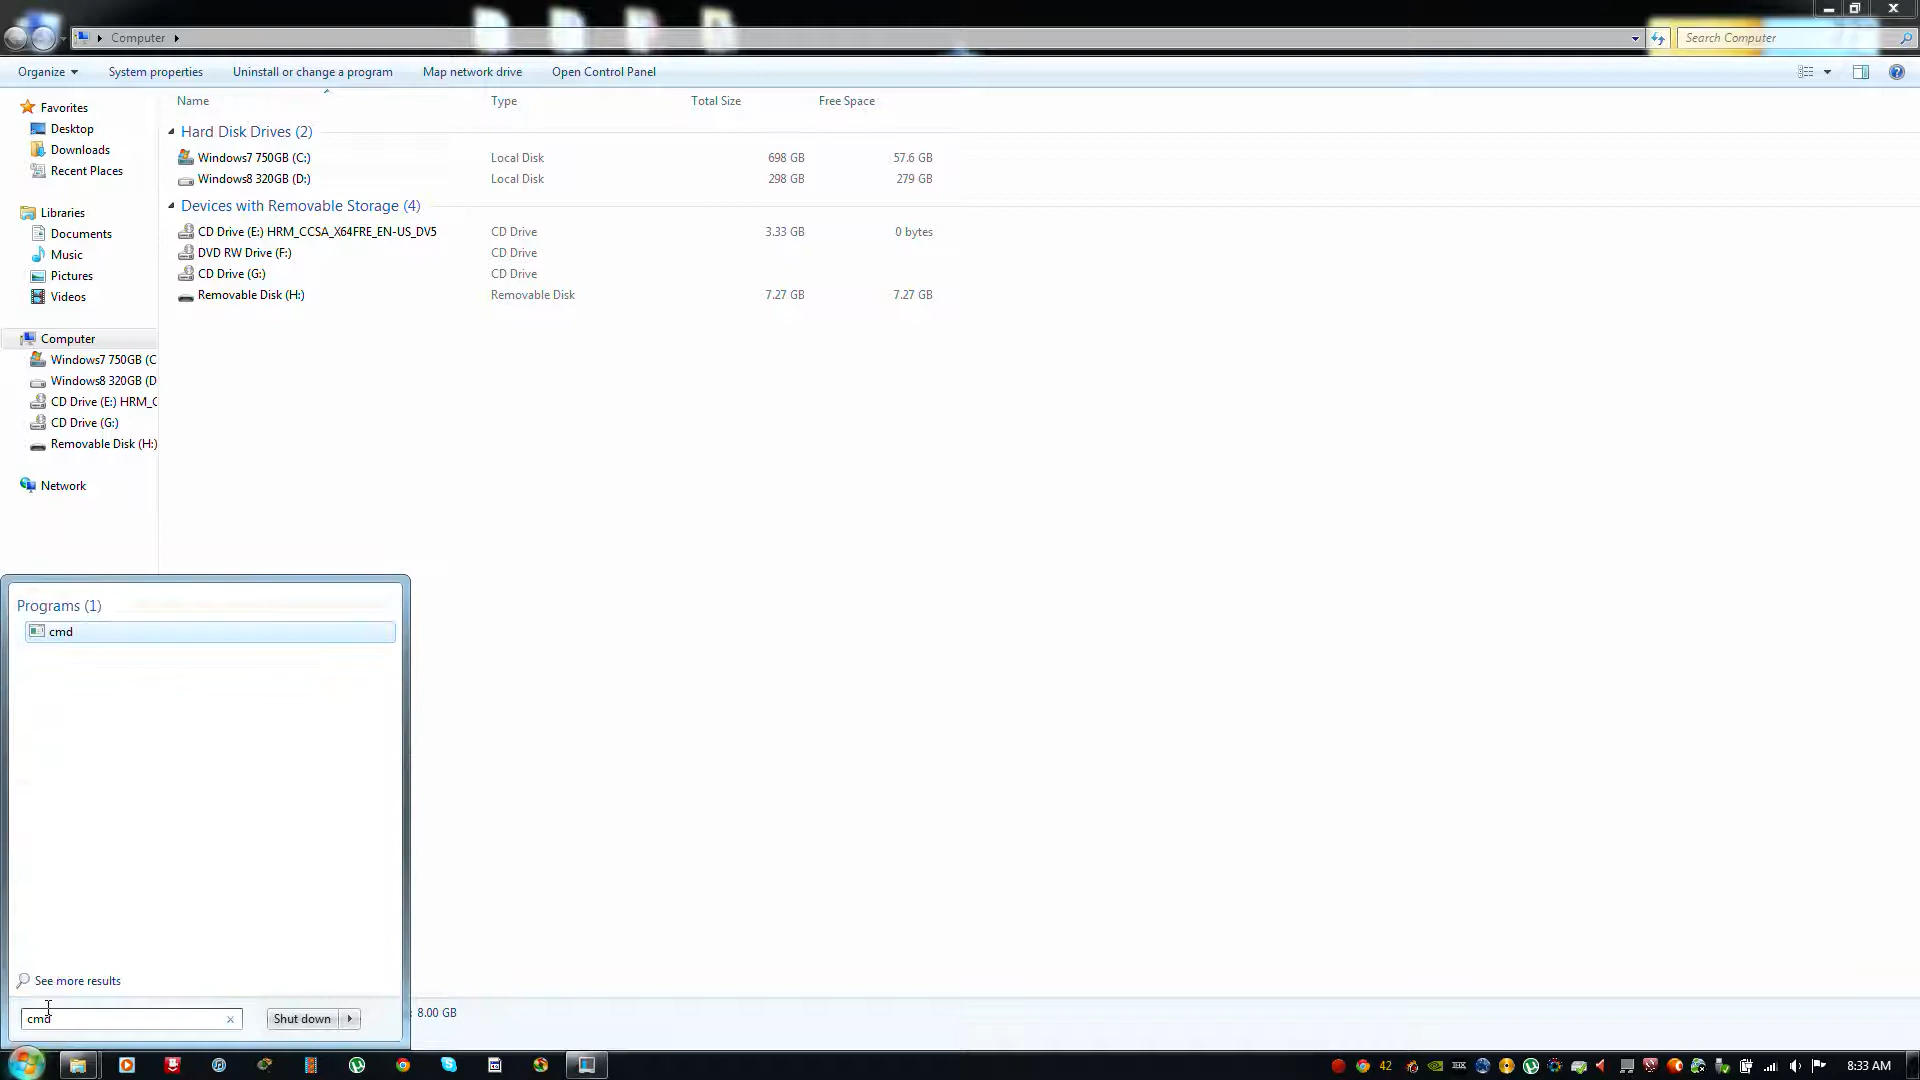 Computer
Search Computer
Organize
System properties
Uninstall or change a program
Map network drive
Open Control Panel
Name Type Total Size Free Space
Hard Disk Drives (2)
Windows7 750GB (C:) Local Disk 698 GB 57.6 GB
Windows8 320GB (D:) Local Disk 298 GB 279 GB
Devices with Removable Storage (4)
CD Drive (E:) HRM_CCSA_X64FRE_EN-US_DV5 CD Drive 3.33 GB 0 bytes
DVD RW Drive (F:) CD Drive
CD Drive (G:) CD Drive
Removable Disk (H:) Removable Disk 7.27 GB 7.27 GB
Favorites
Desktop
Downloads
Recent Places
Libraries
Documents
Music
Pictures
Videos
Computer
Windows7 750GB (C
Windows8 320GB (D
CD Drive (E:) HRM_C
CD Drive (G:)
Removable Disk (H:)
Network
Programs (1)
cmd
See more results
cmd
Shut down
: 8.00 GB
42
THX
8:33 AM